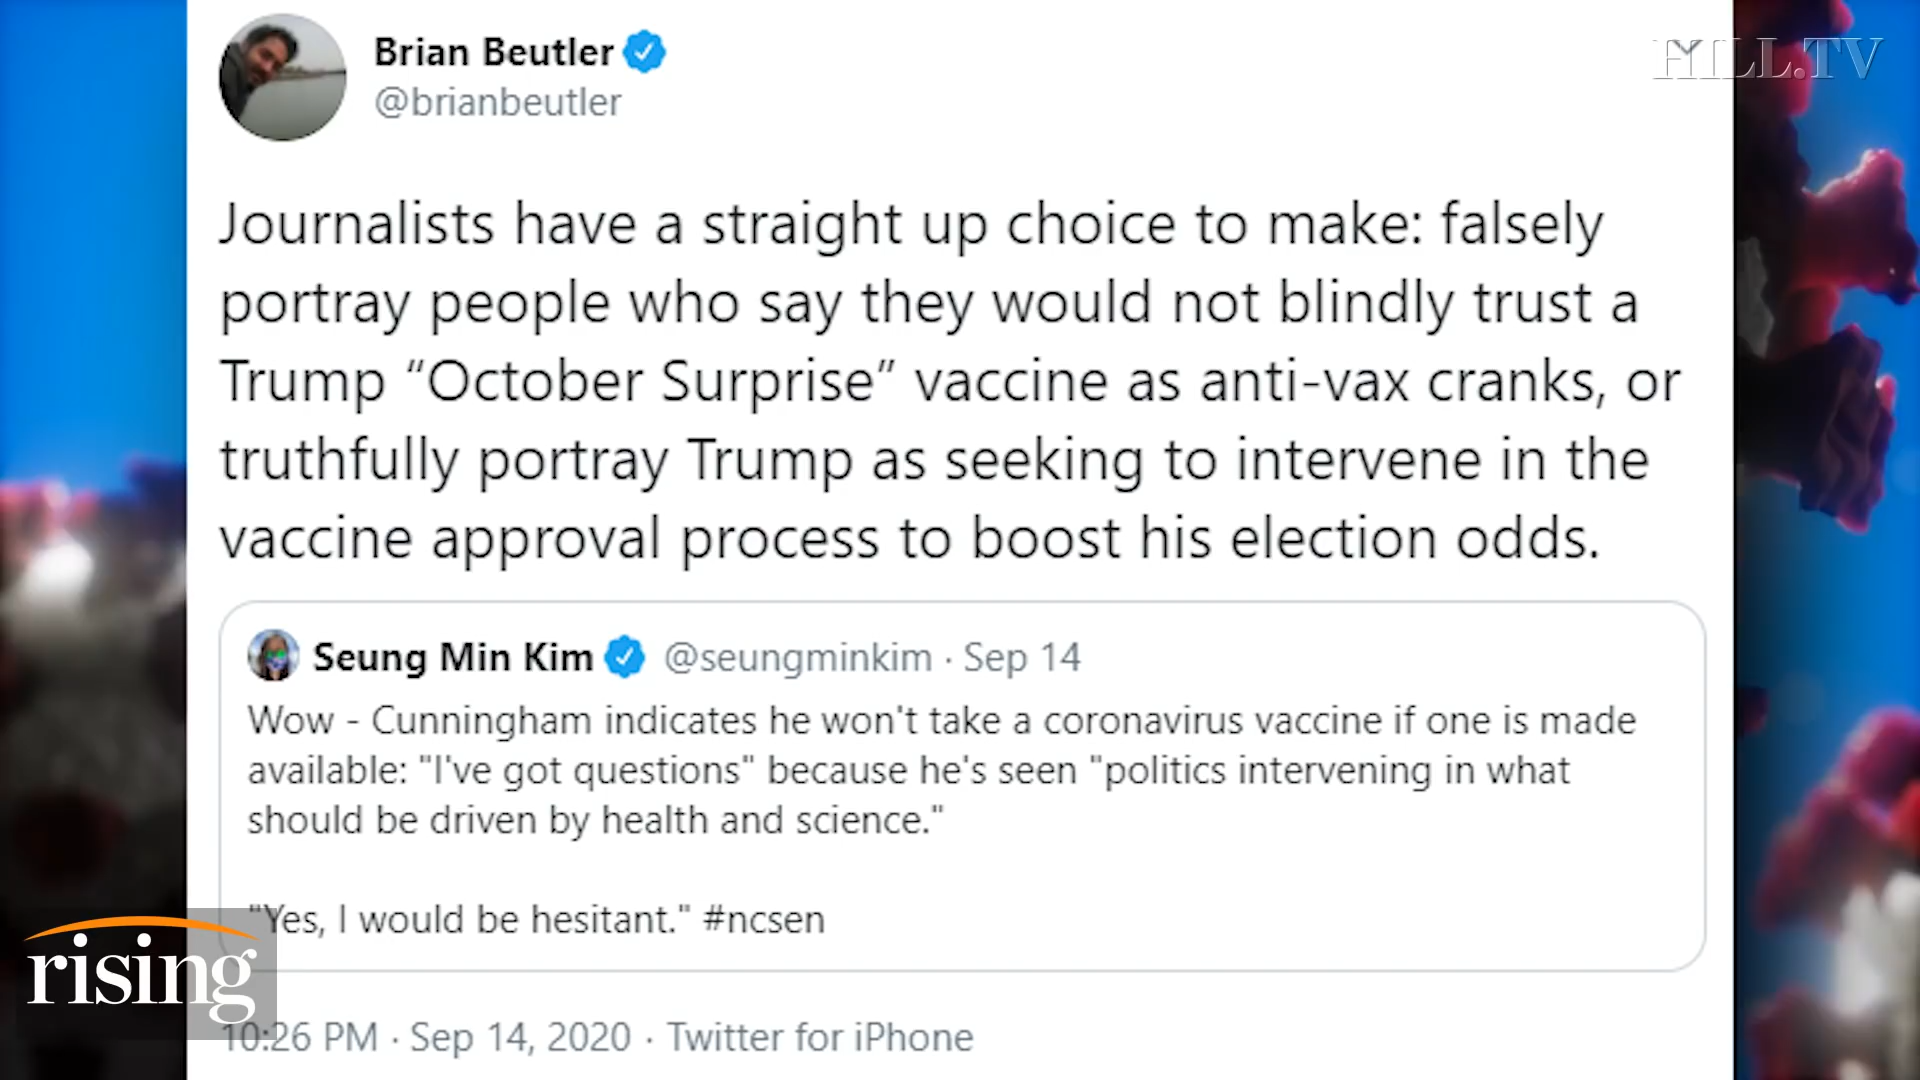 HILL.TV
Brian Beutler
@brianbeutler
Journalists have a straight up choice to make: falsely
portray people who say they would not blindly trust a
Trump “October Surprise” vaccine as anti-vax cranks, or
truthfully portray Trump as seeking to intervene in the
vaccine approval process to boost his election odds.
Seung Min Kim @seungminkim · Sep 14
Wow - Cunningham indicates he won't take a coronavirus vaccine if one is made
available: "I've got questions" because he's seen "politics intervening in what
should be driven by health and science."
"Yes, I would be hesitant." #ncsen
rising
10:26 PM · Sep 14, 2020 · Twitter for iPhone